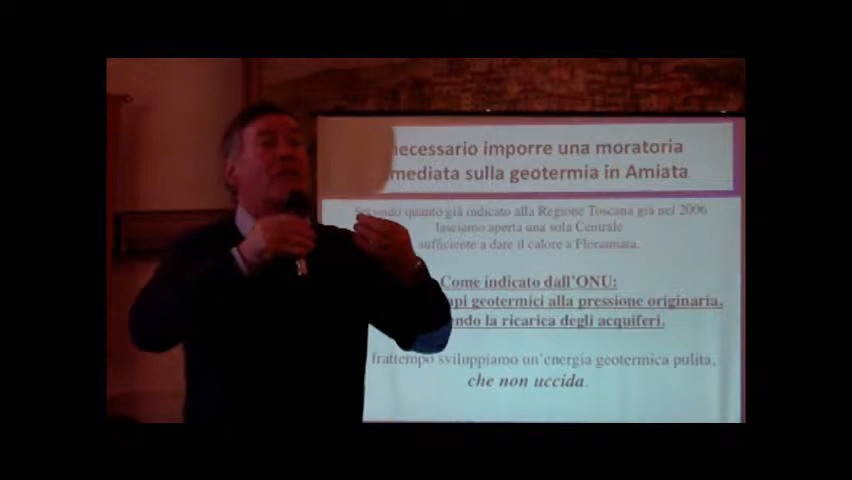 necessario imporre una moratoria
mediata sulla geotermia in Amiata
Secondo quanto già indicato alla Regione Toscana già nel 2006
lasciamo aperta una sola Centrale
sufficiente a dare il calore a Floramiata.
Come indicato dall'ONU:
geotermici alla pressione originaria,
la ricarica degli acquiferi.
frattempo sviluppiamo un'energia geotermica pulita,
che non uccida.